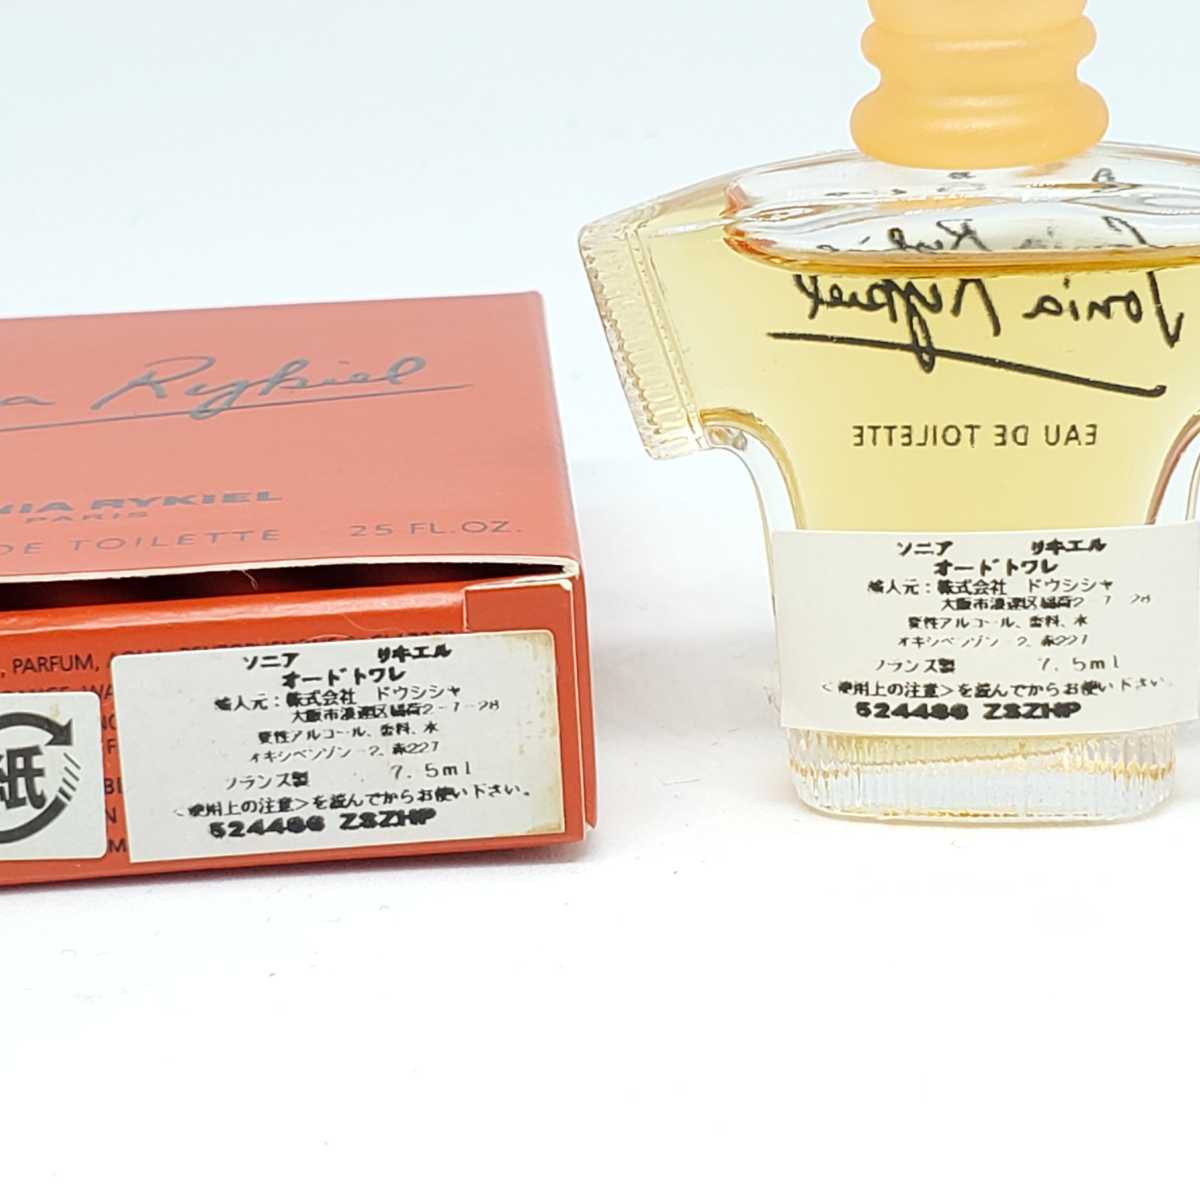 a Rykiel
NIA RYKIEL
PARIS
DE TOILETTE 25 FL.OZ.
, PARFUM,
紙
ソニア リキエル
オードトワレ
輸入元：株式会社 ドウシシャ
大阪市浪速区稲荷2-7-28
変性アルコール、香料、水
オキシベンゾン-2、赤227
フランス製 7.5ml
<使用上の注意>を読んでからお使い下さい。
524486 ZSZHP
Sonia Rykiel
EAU DE TOILETTE
ソニア リキエル
オードトワレ
輸入元：株式会社 ドウシシャ
大阪市浪速区稲荷2-7-28
変性アルコール、香料、水
オキシベンゾン-2、赤227
フランス製 7.5ml
<使用上の注意>を読んでからお使い下さい。
524486 ZSZHP